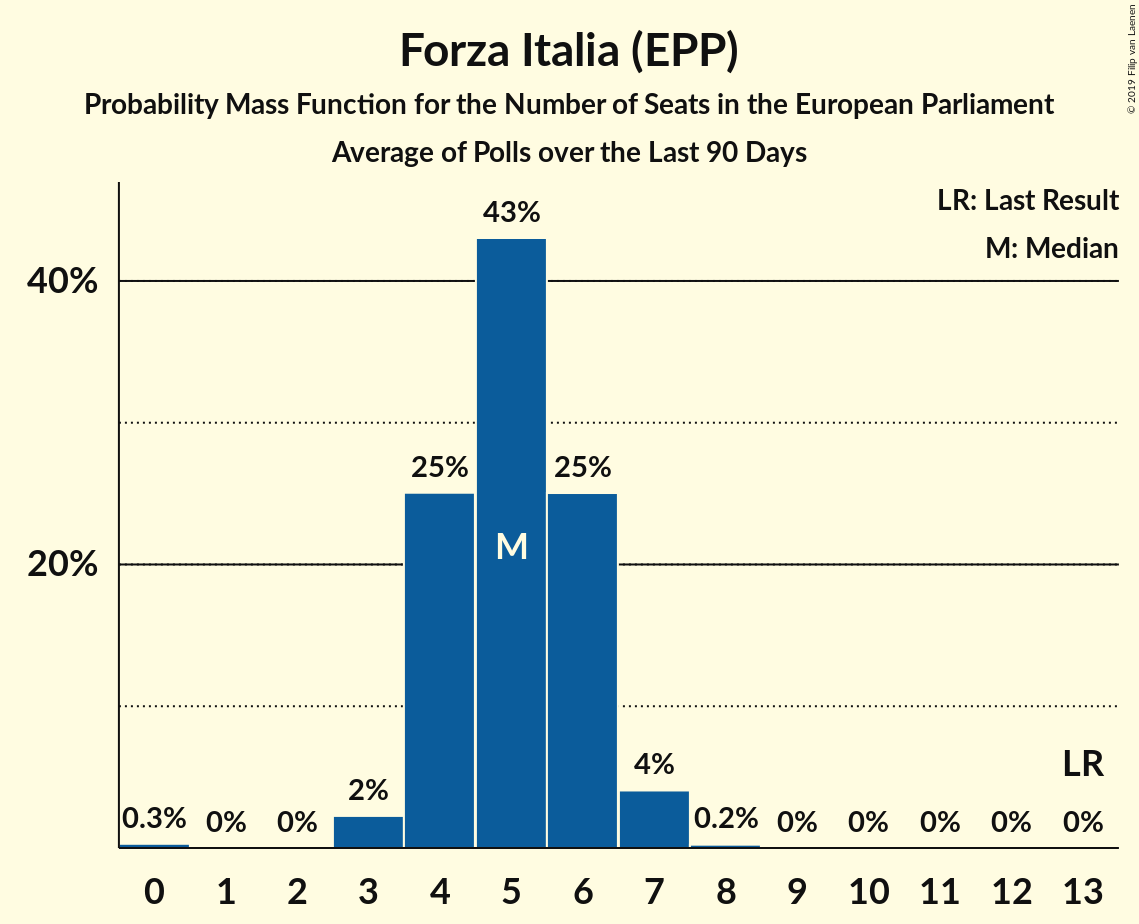 Forza Italia (EPP)
Probability Mass Function for the Number of Seats in the European Parliament
Average of Polls over the Last 90 Days
© 2019 Filip van Laenen
LR: Last Result
M: Median
43%
40%
25% 25%
M
20%
LR
4%
2%
0.3% 0% 0% 0.2% 0% 0% 0% 0% 0%
0 1 2 3 4 5 6 7 8 9 10 11 12 13